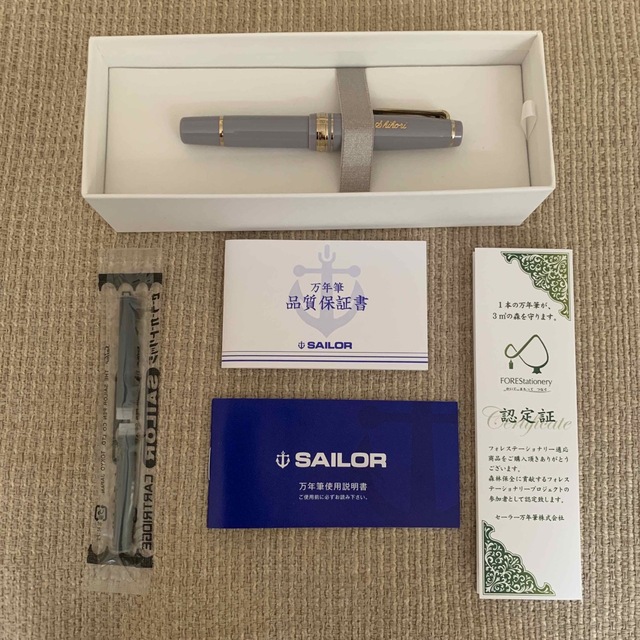 Shihori
万年筆
品質保証書
SAILOR
SAILOR
万年筆使用説明書
ご使用前に必ずお読み下さい。
1本の万年筆が、
3㎡の森を守ります。
FOREStationery
認定証
Certificate
フォレステーショナリー適応
商品をご購入頂きありがとう
ございます。
森林保全に貢献するフォレス
テーショナリープロジェクトの
参加者として認定致します。
セーラー万年筆株式会社
SAILOR
CARTRIDGE